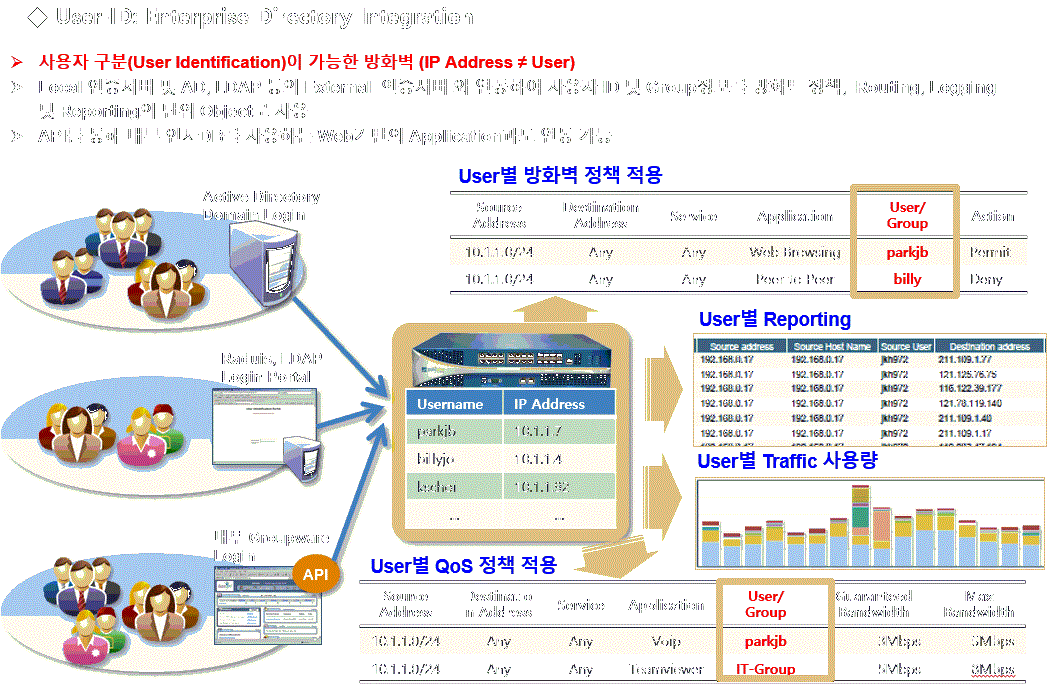 ◇ User-ID: Enterprise Directory Integration
➢ 사용자 구분(User Identification)이 가능한 방화벽 (IP Address ≠ User)
➢ Local 인증서버 및 AD, LDAP 등의 External 인증서버 와 연동하여 사용자 ID 및 Group정보를 방화벽 정책, Routing, Logging
및 Reporting의 단위 Object로 사용
➢ API를 통해 내부 인사DB를 사용하는 Web기반의 Application과도 연동 가능
Active Directory
Domain Login
User별 방화벽 정책 적용
Source Address Destination Address Service Application User/Group Action
10.1.1.0/24 Any Any Web-Browsing parkjb Permit
10.1.1.0/24 Any Any Peer-to-Peer billy Deny
Raduis, LDAP
Login Portal
Username IP Address
parkjb 10.1.1.7
billyjo 10.1.1.4
10.1.1.82
... ...
User별 Reporting
Source address Source Host Name Source User Destination address
192.168.0.17 192.168.0.17 jkh972 211.109.1.77
192.168.0.17 192.168.0.17 jkh972 121.125.76.75
192.168.0.17 192.168.0.17 jkh972 116.122.39.177
192.168.0.17 192.168.0.17 jkh972 121.78.119.140
192.168.0.17 192.168.0.17 jkh972 211.109.1.40
192.168.0.17 192.168.0.17 jkh972 211.109.1.17
User별 Traffic 사용량
내부 Groupware
Login
API
User별 QoS 정책 적용
Source Address Destination Address Service Application User/Group Guaranteed Bandwidth Max Bandwidth
10.1.1.0/24 Any Any Voip parkjb 3Mbps 5Mbps
10.1.1.0/24 Any Any Teamviewer IT-Group 5Mbps 8Mbps